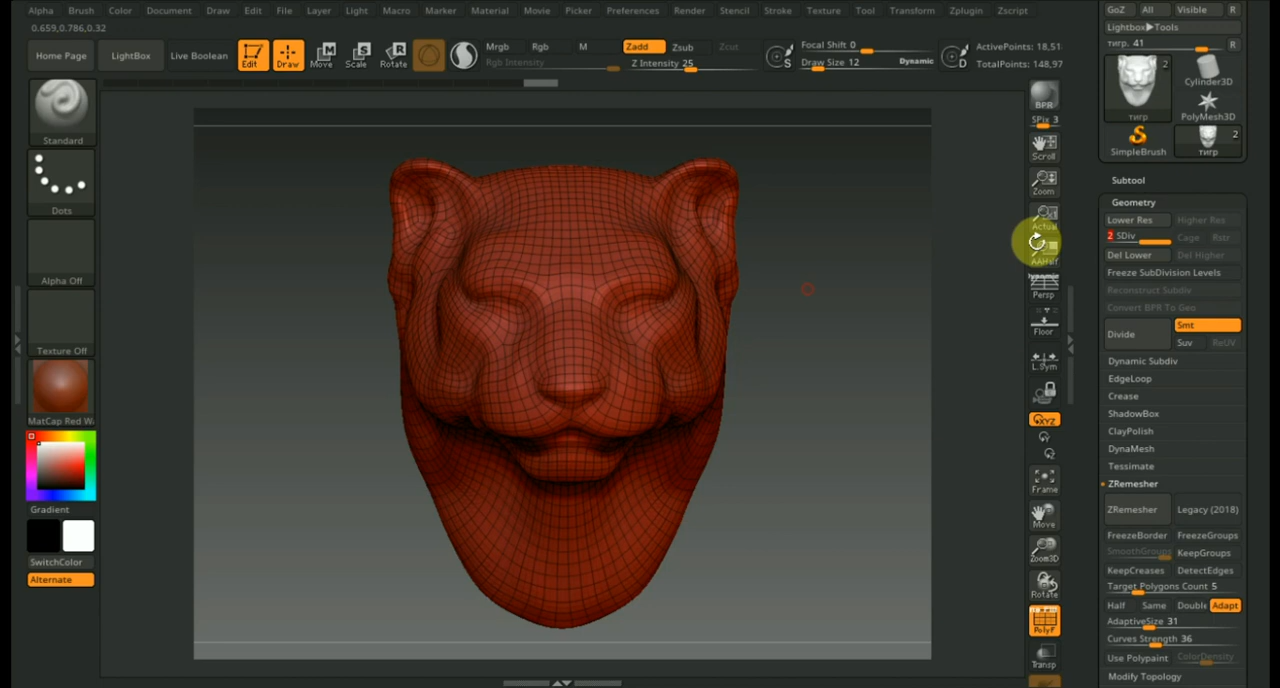 Alpha Brush Color Document Draw Edit File Layer Light Macro Marker Material Movie Picker Preferences Render Stencil Stroke Texture Tool Transform Zplugin Zscript
0.659,0.786,0.32
Home Page
LightBox
Live Boolean
Edit
Draw
Move
Scale
Rotate
Mrgb Rgb M
Rgb Intensity
Zadd Zsub Zcut
Z Intensity 25
S
Focal Shift 0
Draw Size 12 Dynamic
D
ActivePoints: 18,51
TotalPoints: 148,97
Standard
Dots
Alpha Off
Texture Off
MatCap Red W
Gradient
SwitchColor
Alternate
BPR
SPix 3
Scroll
Zoom
Actual
AAHalf
Dynamic
Persp
Floor
L.Sym
XYZ
Frame
Move
Zoom3D
Rotate
PolyF
Transp
GoZ All Visible R
Lightbox▶Tools
тигр. 41 R
2
тигр
Cylinder3D
PolyMesh3D
SimpleBrush
2
тигр
Subtool
Geometry
Lower Res Higher Res
2 SDiv Cage Rstr
Del Lower Del Higher
Freeze SubDivision Levels
Reconstruct Subdiv
Convert BPR To Geo
Divide
Smt
Suv ReUV
Dynamic Subdiv
EdgeLoop
Crease
ShadowBox
ClayPolish
DynaMesh
Tessimate
ZRemesher
ZRemesher Legacy (2018)
FreezeBorder FreezeGroups
SmoothGroups KeepGroups
KeepCreases DetectEdges
Target Polygons Count 5
Half Same Double Adapt
AdaptiveSize 31
Curves Strength 36
Use Polypaint ColorDensity
Modify Topology